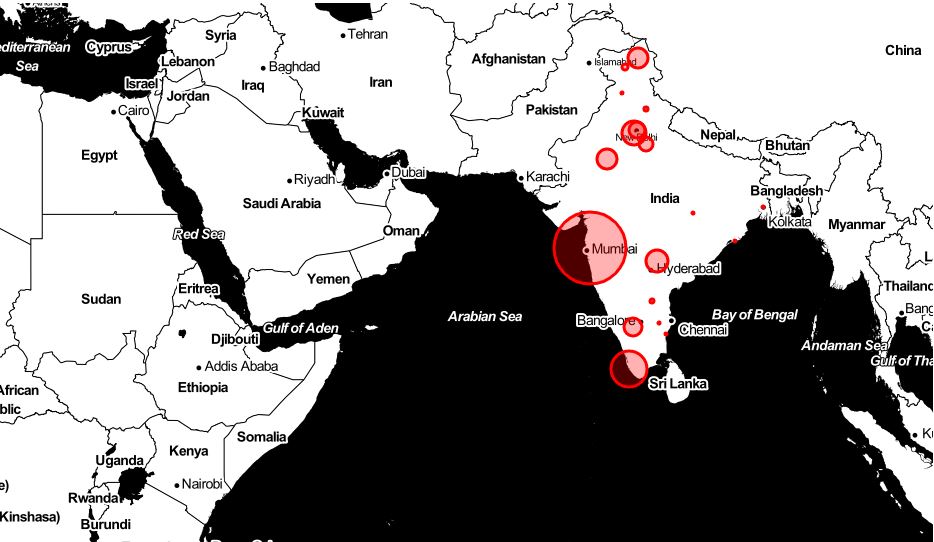 Tehran
Cyprus
Syria
editerranean
Sea
Lebanon
Baghdad
Afghanistan
Islamabad
China
Israel
Iraq
Iran
Jordan
Cairo
Kuwait
Pakistan
New Delhi
Nepal
Bhutan
Egypt
Riyadh
Dubai
Karachi
Saudi Arabia
India
Bangladesh
Kolkata
Myanmar
Red Sea
Oman
Mumbai
Hyderabad
Yemen
Eritrea
Thailand
Sudan
Gulf of Aden
Arabian Sea
Bay of Bengal
Bang
Bangalore
Chennai
Ca
Djibouti
Andaman Sea
Gulf of Tha
Addis Ababa
Ethiopia
African
blic
Sri Lanka
Somalia
Kenya
Uganda
Nairobi
e)
Rwanda
Kinshasa)
Burundi
Ku